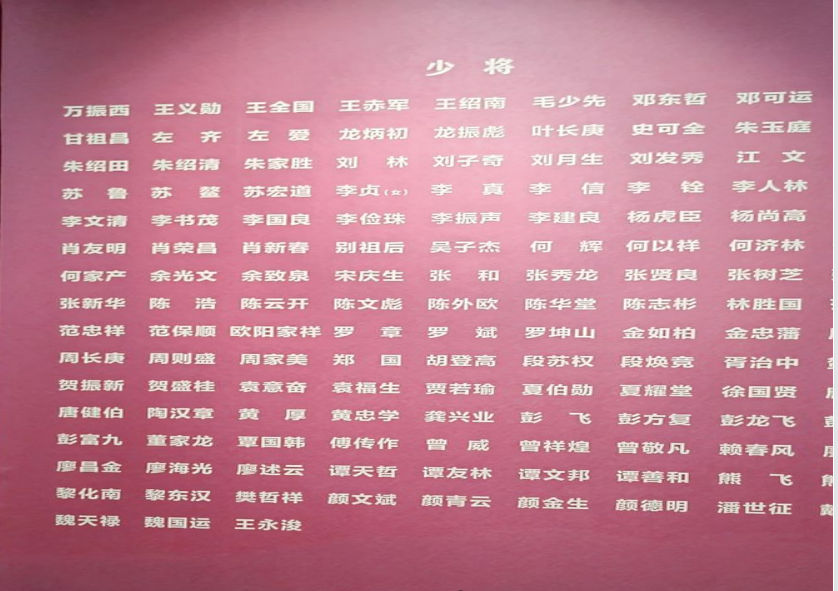 少将
万振西 王义勋 王全国 王赤军 王绍南 毛少先 邓东哲 邓可运
甘祖昌 左齐 左爱 龙炳初 龙振彪 叶长庚 史可全 朱玉庭
朱绍田 朱绍清 朱家胜 刘林 刘子奇 刘月生 刘发秀 江文
苏鲁 苏鳌 苏宏道 李贞(女) 李真 李信 李铨 李人林
李文清 李书茂 李国良 李俭珠 李振声 李建良 杨虎臣 杨尚高
肖友明 肖荣昌 肖新春 别祖后 吴子杰 何辉 何以祥 何济林
何家产 余光文 余致泉 宋庆生 张和 张秀龙 张贤良 张树芝
张新华 陈浩 陈云开 陈文彪 陈外欧 陈华堂 陈志彬 林胜国
范忠祥 范保顺 欧阳家祥 罗章 罗斌 罗坤山 金如柏 金忠藩
周长庚 周则盛 周家美 郑国 胡登高 段苏权 段焕竞 胥治中
贺振新 贺盛桂 袁意奋 袁福生 贾若瑜 夏伯勋 夏耀堂 徐国贤
唐健伯 陶汉章 黄厚 黄忠学 龚兴业 彭飞 彭方复 彭龙飞
彭富九 董家龙 覃国韩 傅传作 曾威 曾祥煌 曾敬凡 赖春风
廖昌金 廖海光 廖述云 谭天哲 谭友林 谭文邦 谭善和 熊飞
黎化南 黎东汉 樊哲祥 颜文斌 颜青云 颜金生 颜德明 潘世征
魏天禄 魏国运 王永浚